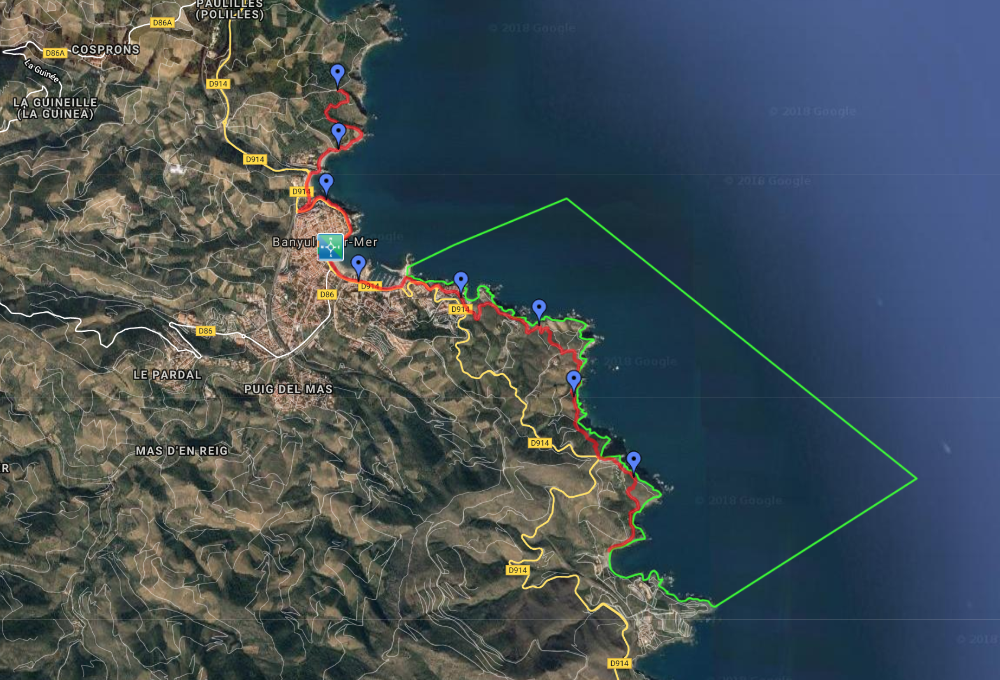 PAULILLES
(POLILLES)
D86A
© 2018 Google
COSPRONS
D86A
La Guinée
D914
LA GUINEILLE
(LA GUINEA)
© 2018 Google
D914
© 2018 Google
D914
Banyul r-Mer
ogle
N
N E
S
D914
D86
D914
D86
© 2018 Google
LE PARDAL
PUIG DEL MAS
D914
MAS D'EN REIG
R
© 2018 Google
D914
© 2018
D914